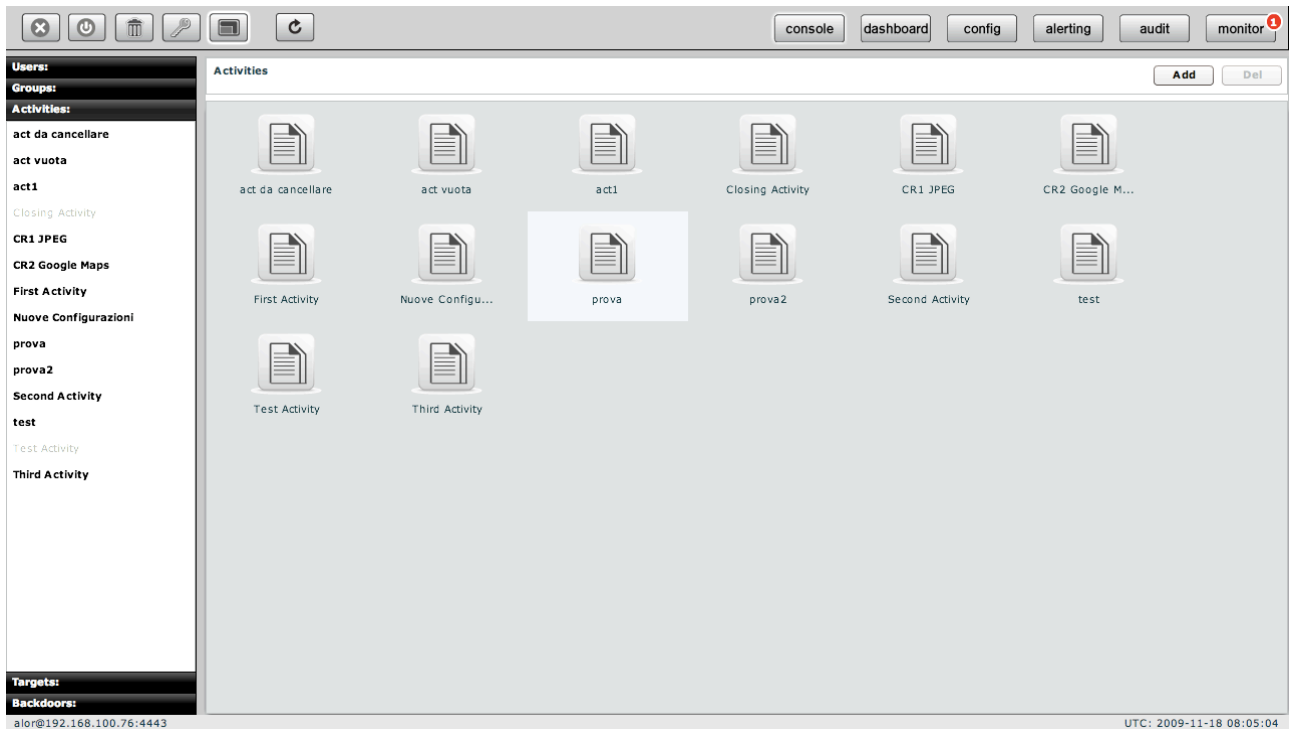 console dashboard config alerting audit monitor 1
Users:
Groups:
Activities:
act da cancellare
act vuota
act1
Closing Activity
CR1 JPEG
CR2 Google Maps
First Activity
Nuove Configurazioni
prova
prova2
Second Activity
test
Test Activity
Third Activity
Targets:
Backdoors:
Activities Add Del
act da cancellare act vuota act1 Closing Activity CR1 JPEG CR2 Google M...
First Activity Nuove Configu... prova prova2 Second Activity test
Test Activity Third Activity
alor@192.168.100.76:4443 UTC: 2009-11-18 08:05:04